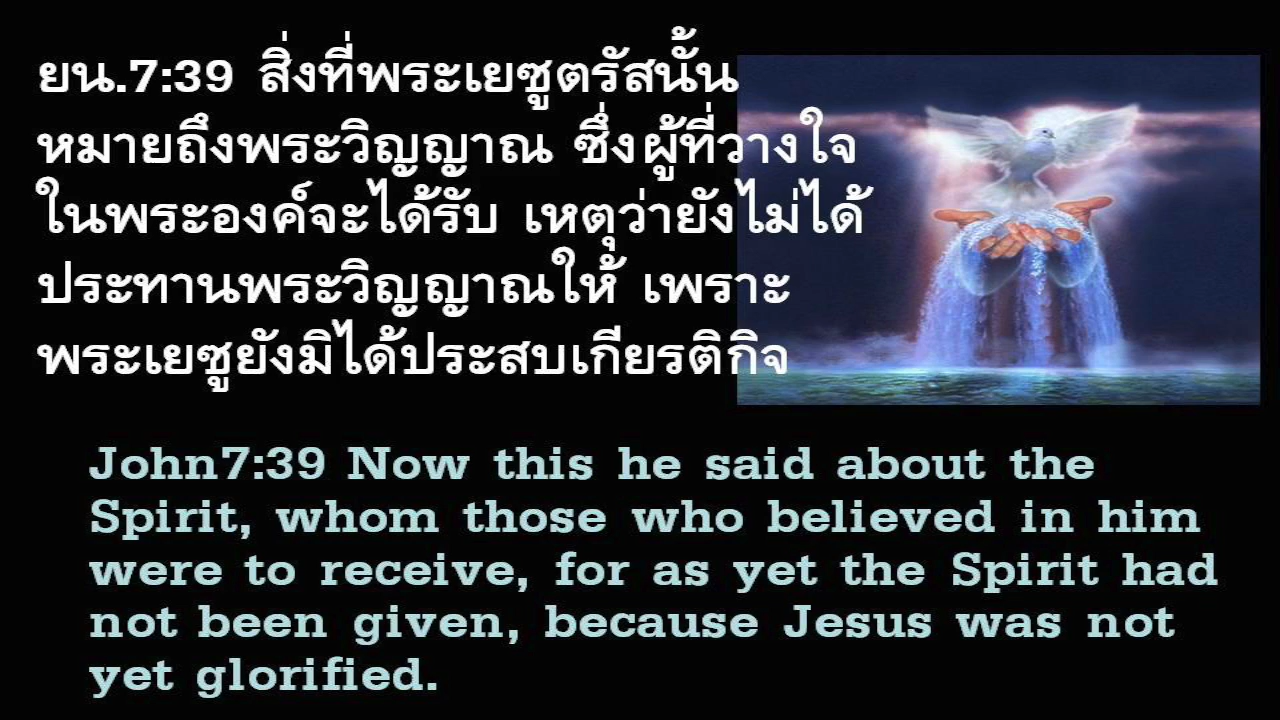 ยน.7:39 สิ่งที่พระเยซูตรัสนั้น
หมายถึงพระวิญญาณ ซึ่งผู้ที่วางใจ
ในพระองค์จะได้รับ เหตุว่ายังไม่ได้
ประทานพระวิญญาณให้ เพราะ
พระเยซูยังมิได้ประสบเกียรติกิจ
John7:39 Now this he said about the
Spirit, whom those who believed in him
were to receive, for as yet the Spirit had
not been given, because Jesus was not
yet glorified.